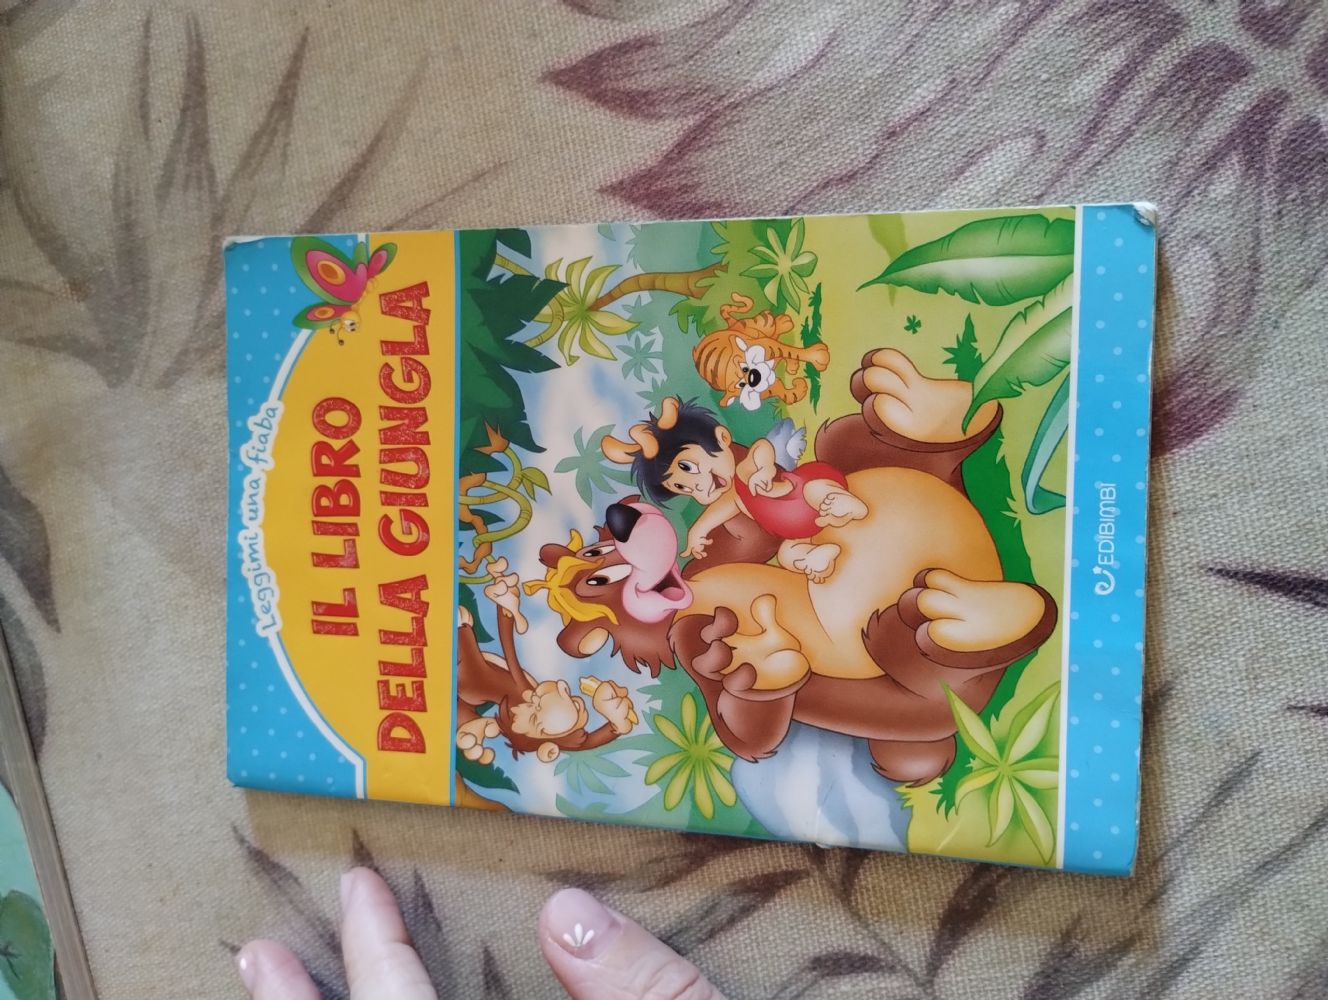 Leggimi una fiaba
IL LIBRO
DELLA GIUNGLA
EDIBIMBI